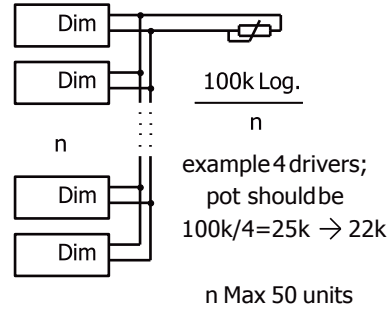 Dim
Dim
100k Log.
n
n
example 4 drivers;
pot should be
100k/4=25k → 22k
Dim
Dim
n Max 50 units